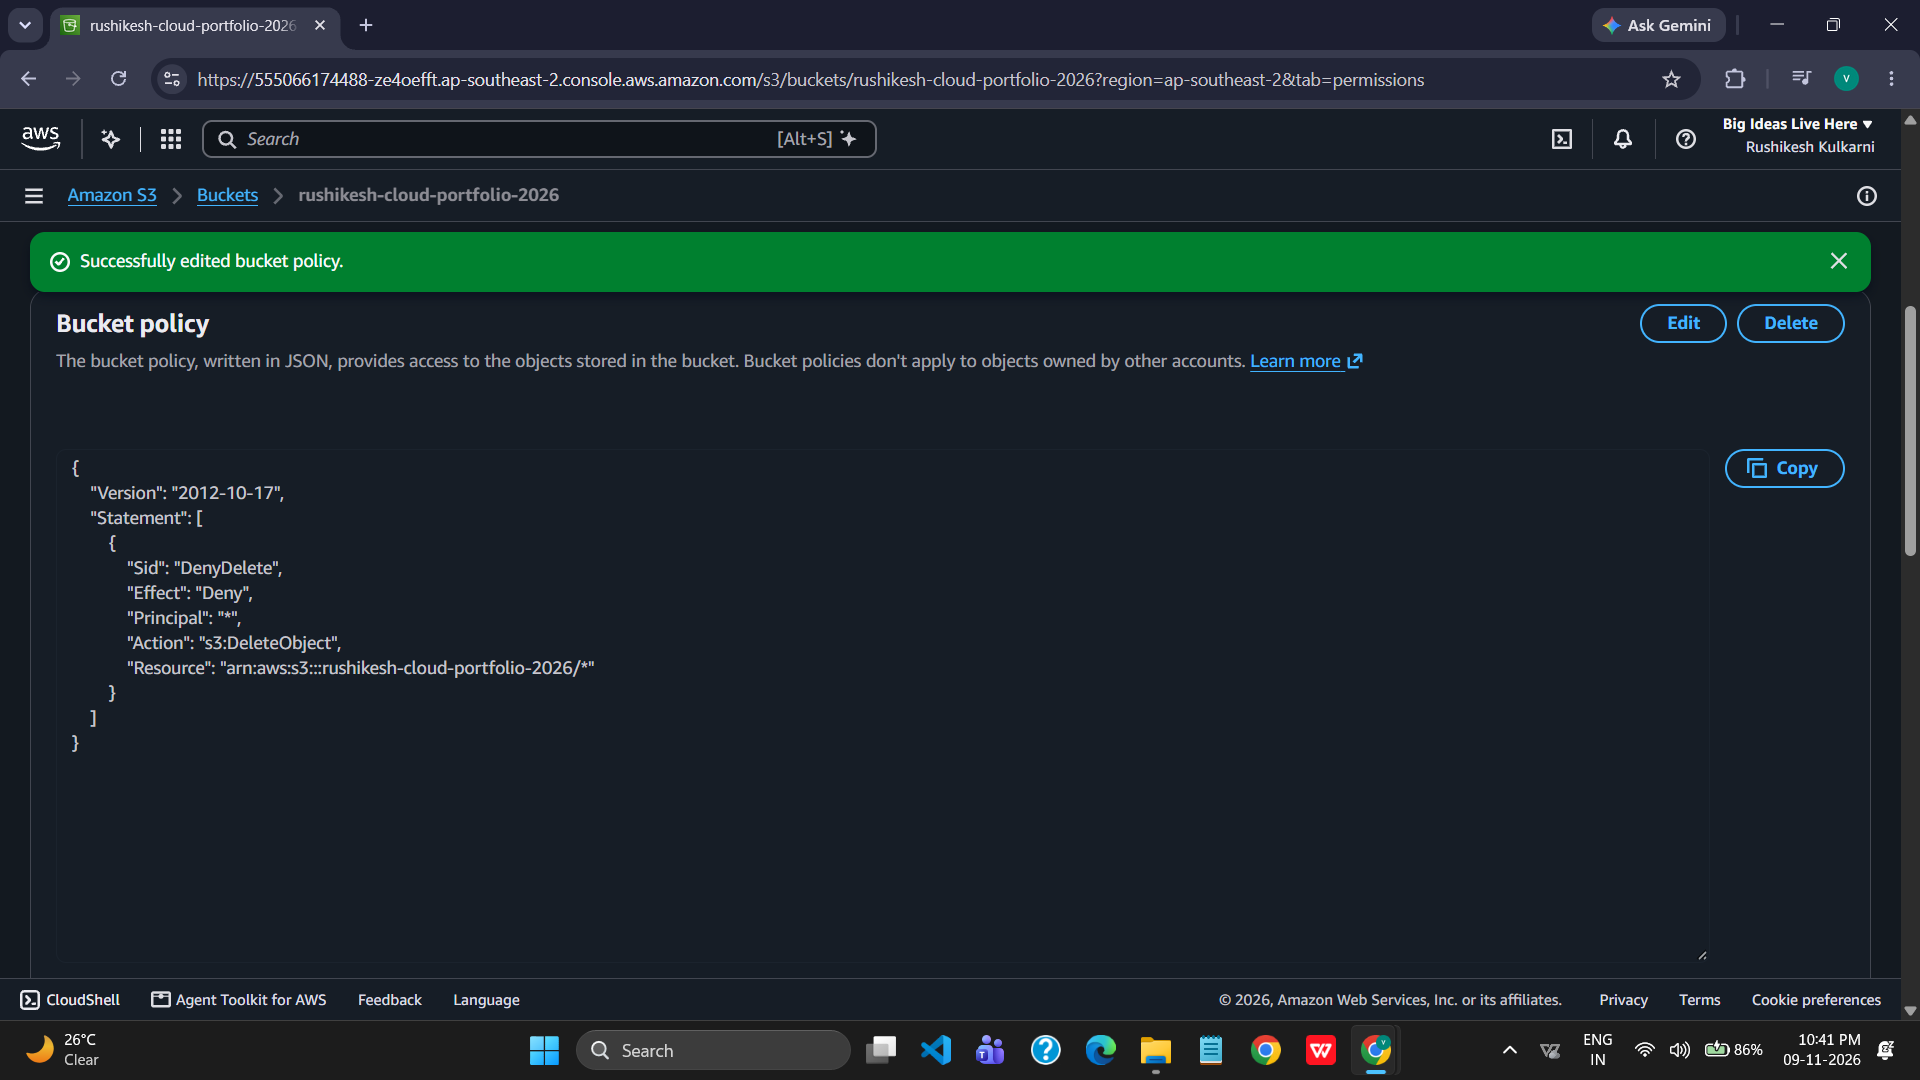 rushikesh-cloud-portfolio-2026
Ask Gemini
https://555066174488-ze4oefft.ap-southeast-2.console.aws.amazon.com/s3/buckets/rushikesh-cloud-portfolio-2026?region=ap-southeast-2&tab=permissions
V
aws
Search
[Alt+S]
Big Ideas Live Here
Rushikesh Kulkarni
Amazon S3
Buckets
rushikesh-cloud-portfolio-2026
Successfully edited bucket policy.
Bucket policy
Edit
Delete
The bucket policy, written in JSON, provides access to the objects stored in the bucket. Bucket policies don't apply to objects owned by other accounts. Learn more
Copy
{
"Version": "2012-10-17",
"Statement": [
{
"Sid": "DenyDelete",
"Effect": "Deny",
"Principal": "*",
"Action": "s3:DeleteObject",
"Resource": "arn:aws:s3:::rushikesh-cloud-portfolio-2026/*"
}
]
}
CloudShell
Agent Toolkit for AWS
Feedback
Language
© 2026, Amazon Web Services, Inc. or its affiliates.
Privacy
Terms
Cookie preferences
26°C
Clear
Search
ENG
IN
86%
10:41 PM
09-11-2026